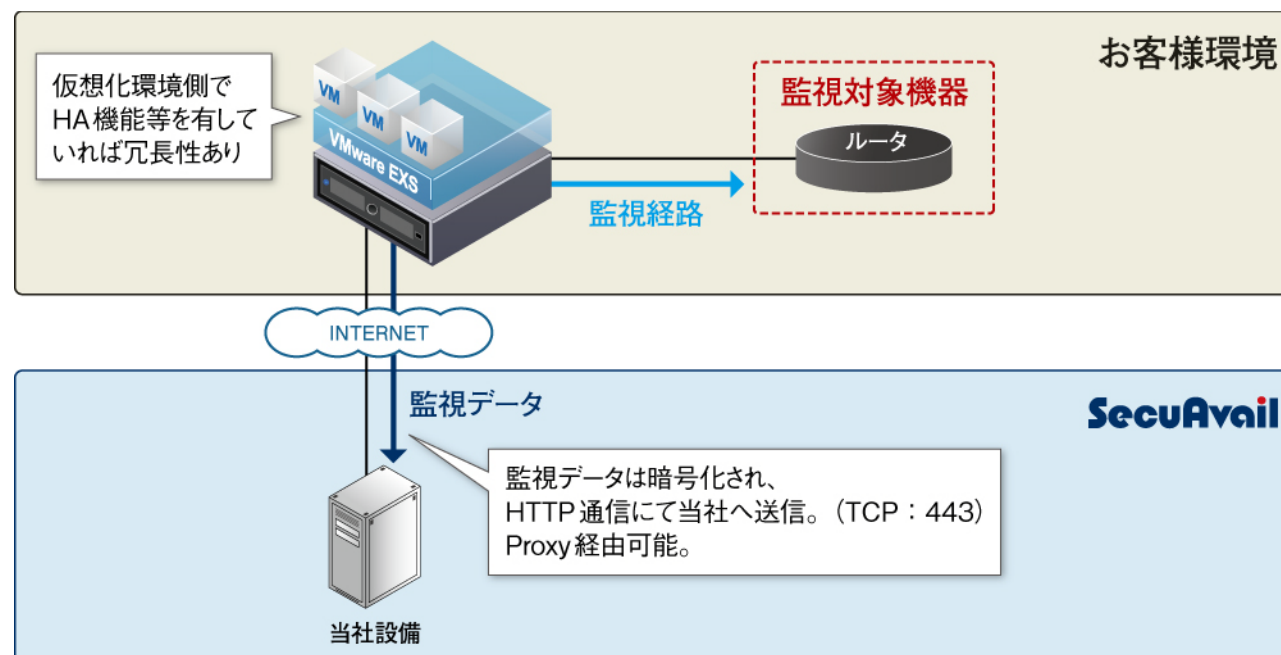 お客様環境
仮想化環境側で
HA機能等を有して
いれば冗長性あり
VM
VM
VM
VMware EXS
監視対象機器
ルータ
監視経路
INTERNET
監視データ
SecuAvail
監視データは暗号化され、
HTTP通信にて当社へ送信。（TCP：443）
Proxy経由可能。
当社設備